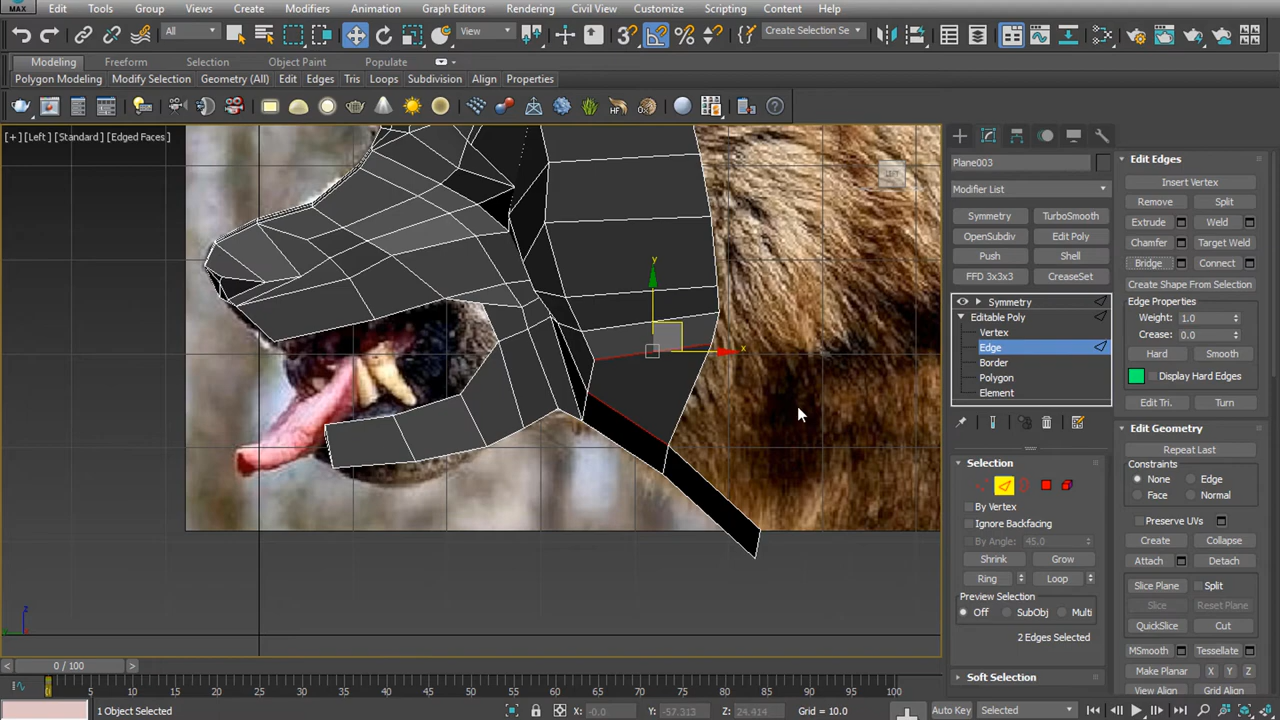 Edit Tools Group Views Create Modifiers Animation Graph Editors Rendering Civil View Customize Scripting Content Help
MAX All View 3 Create Selection Se
Modeling Freeform Selection Object Paint Populate
Polygon Modeling Modify Selection Geometry (All) Edit Edges Tris Loops Subdivision Align Properties
[+] [Left] [Standard] [Edged Faces]
LEFT
y
x
z
Plane003
Modifier List
Symmetry TurboSmooth
OpenSubdiv Edit Poly
Push Shell
FFD 3x3x3 CreaseSet
Symmetry
Editable Poly
Vertex
Edge
Border
Polygon
Element
Selection
By Vertex
Ignore Backfacing
By Angle: 45.0
Shrink Grow
Ring Loop
Preview Selection
Off SubObj Multi
2 Edges Selected
Soft Selection
Edit Edges
Insert Vertex
Remove Split
Extrude Weld
Chamfer Target Weld
Bridge Connect
Create Shape From Selection
Edge Properties
Weight: 1.0
Crease: 0.0
Hard Smooth
Display Hard Edges
Edit Tri. Turn
Edit Geometry
Repeat Last
Constraints
None Edge
Face Normal
Preserve UVs
Create Collapse
Attach Detach
Slice Plane Split
Slice Reset Plane
QuickSlice Cut
MSmooth Tessellate
Make Planar X Y Z
View Align Grid Align
< 0 / 100 >
5 10 15 20 25 30 35 40 45 50 55 60 65 70 75 80 85 90 95 100
1 Object Selected X: -0.0 Y: -57.313 Z: 24.414 Grid = 10.0 Auto Key Selected